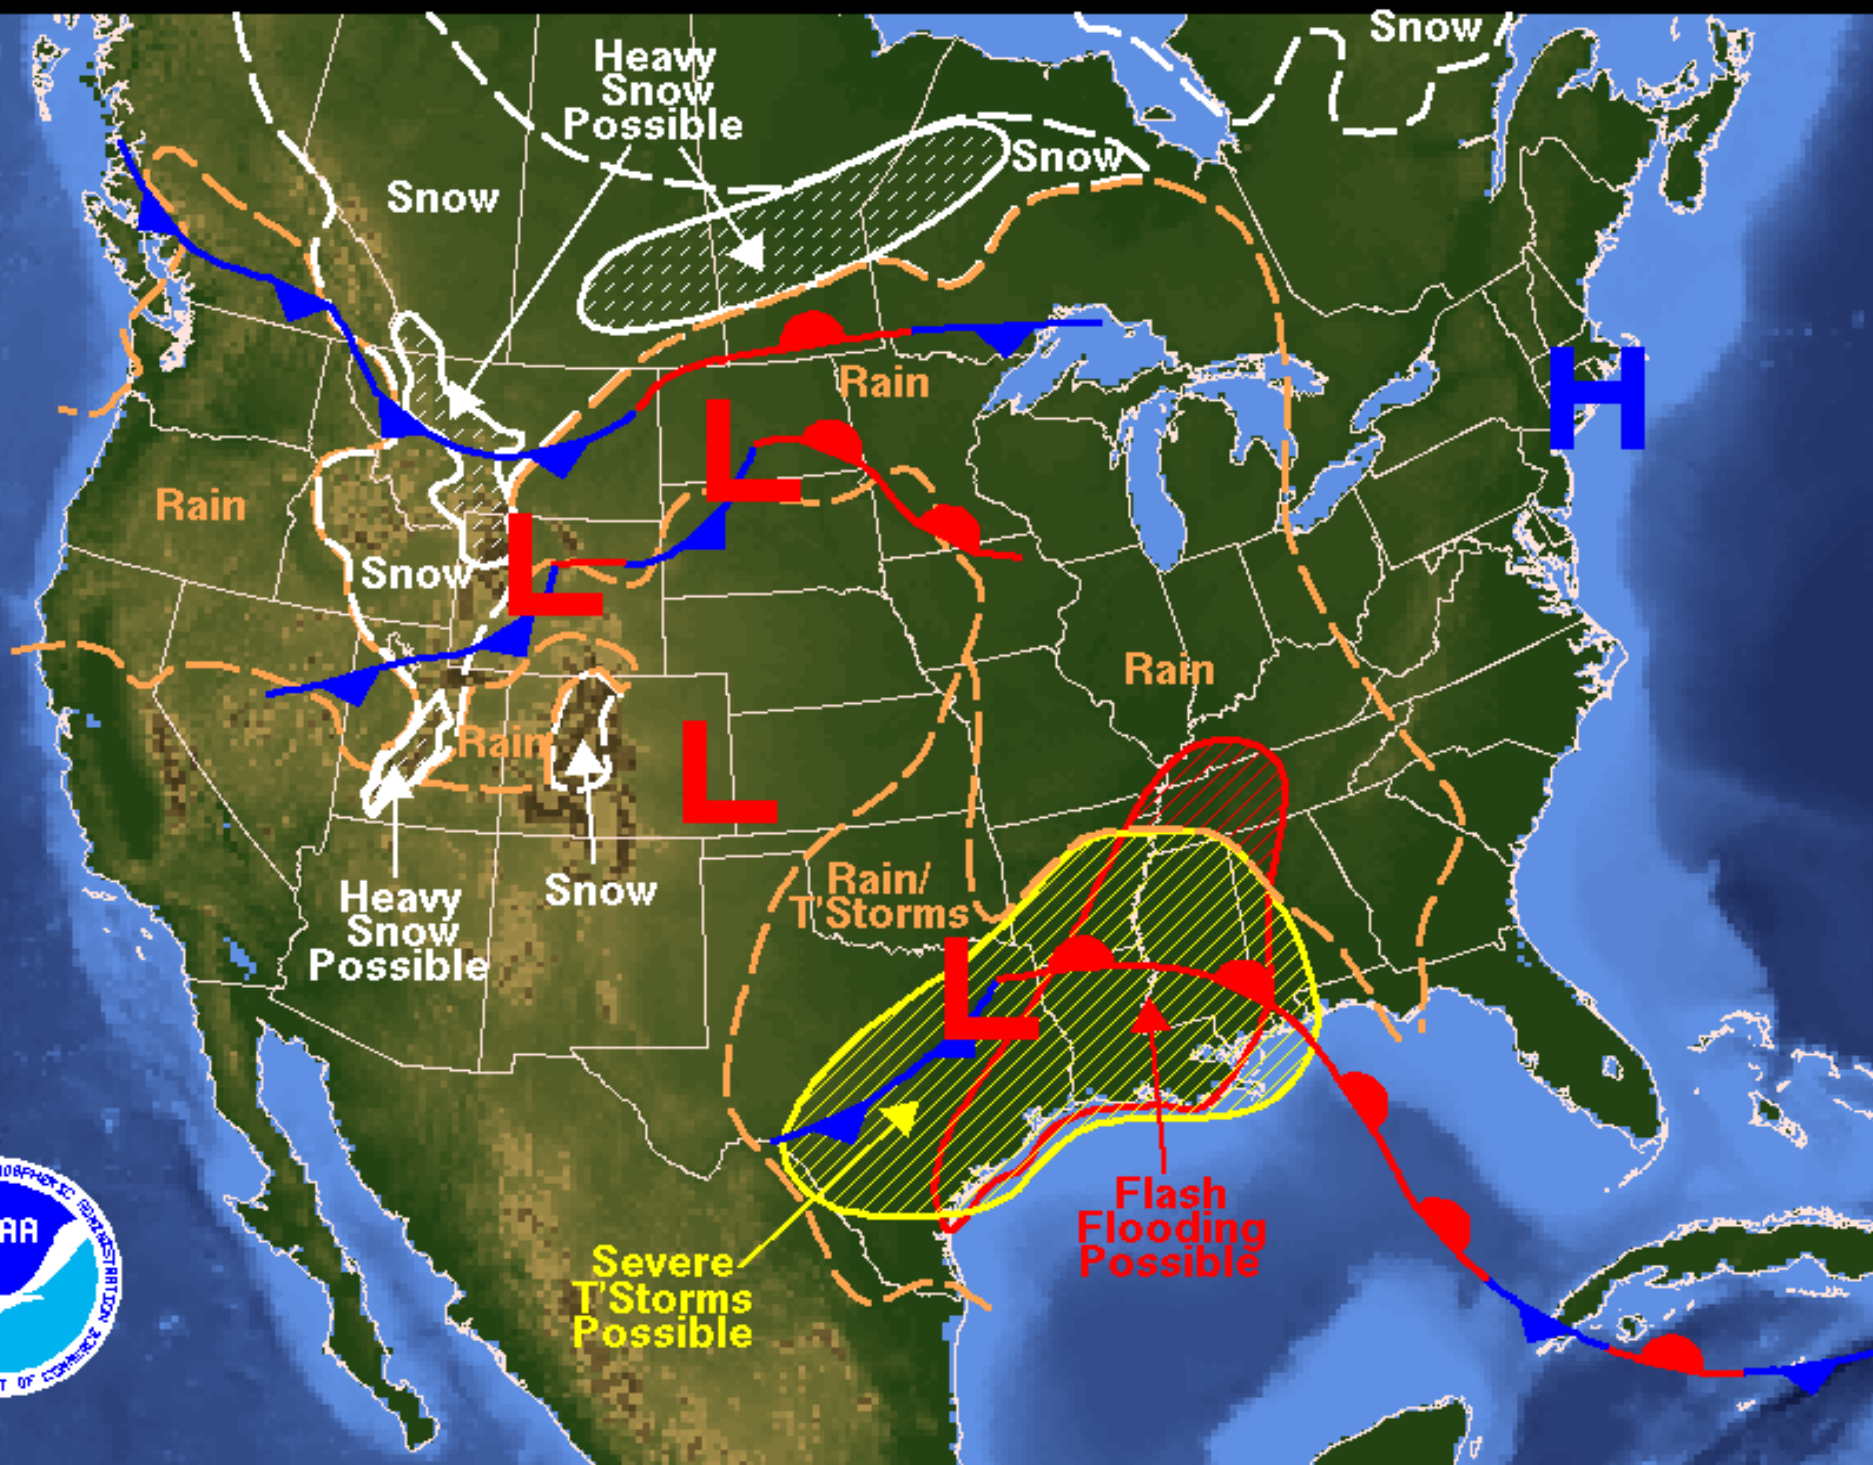 Snow
Heavy
Snow
Possible
Snow
Snow
Rain
H
L
Rain
L
Snow
Rain
Rain
L
Rain/
T'Storms
Heavy
Snow
Possible
Snow
L
Flash
Flooding
Possible
Severe
T'Storms
Possible
AA